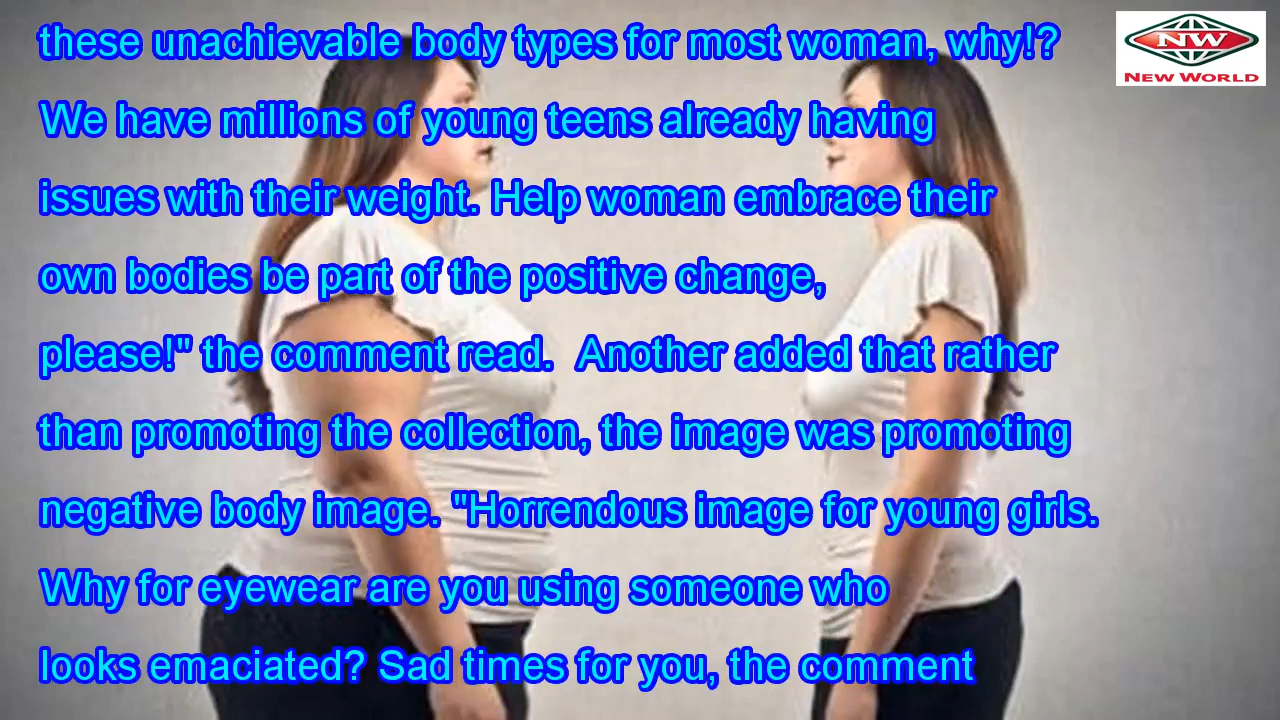 these unachievable body types for most woman, why!?
NW
NEW WORLD
We have millions of young teens already having
issues with their weight. Help woman embrace their
own bodies be part of the positive change,
please!" the comment read.  Another added that rather
than promoting the collection, the image was promoting
negative body image. "Horrendous image for young girls.
Why for eyewear are you using someone who
looks emaciated? Sad times for you, the comment